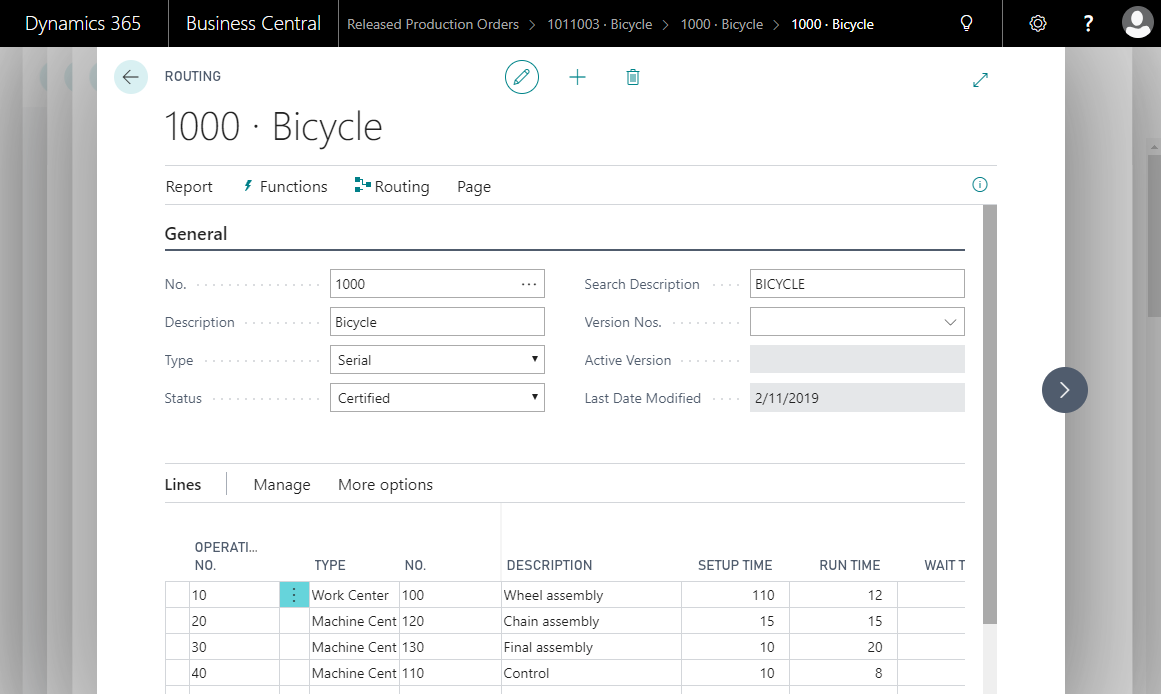 Dynamics 365 Business Central Released Production Orders > 1011003 · Bicycle > 1000 · Bicycle > 1000 · Bicycle ?
ROUTING
1000 · Bicycle
Report Functions Routing Page
General
No. 1000 ... Search Description BICYCLE
Description Bicycle Version Nos.
Type Serial Active Version
Status Certified Last Date Modified 2/11/2019
Lines Manage More options
OPERATI...
NO. TYPE NO. DESCRIPTION SETUP TIME RUN TIME WAIT T
10 Work Center 100 Wheel assembly 110 12
20 Machine Cent 120 Chain assembly 15 15
30 Machine Cent 130 Final assembly 10 20
40 Machine Cent 110 Control 10 8